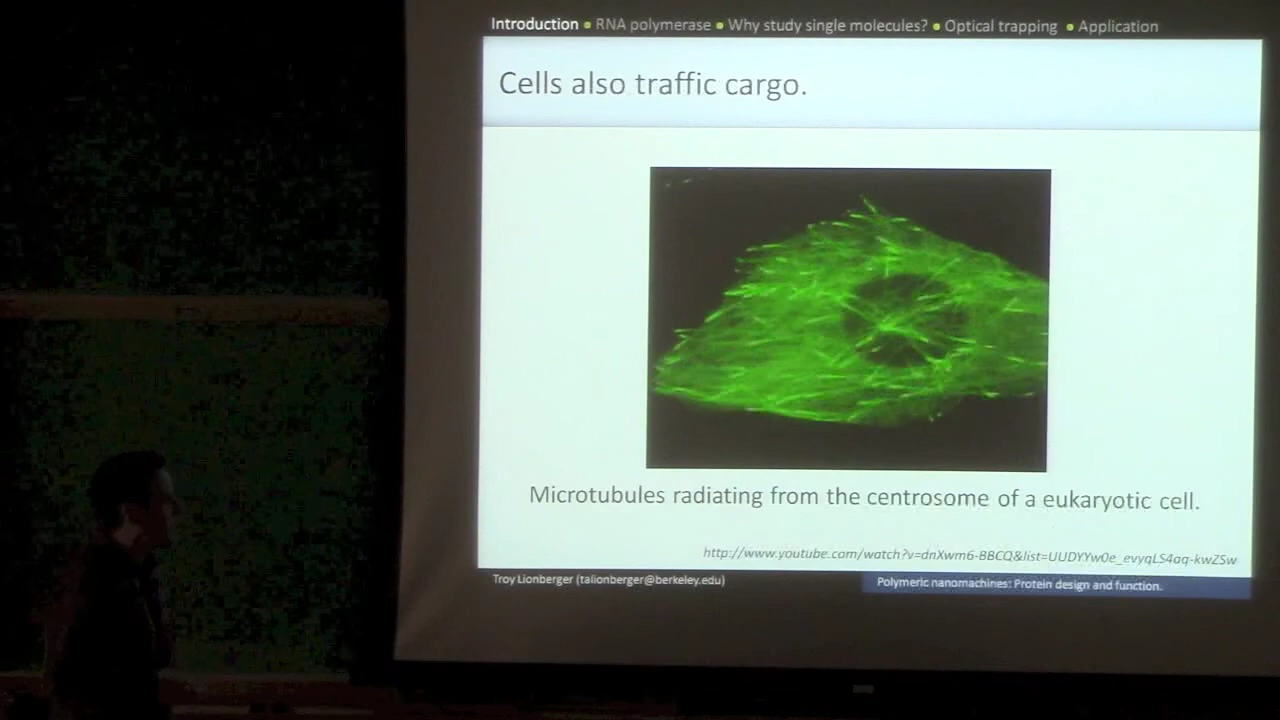 Introduction • RNA polymerase • Why study single molecules? • Optical trapping • Application
Cells also traffic cargo.
Microtubules radiating from the centrosome of a eukaryotic cell.
http://www.youtube.com/watch?v=dnXwm6-BBCQ&list=UUDYYw0e_evyqLS4aq-kwZSw
Troy Lionberger (talionberger@berkeley.edu)
Polymeric nanomachines: Protein design and function.